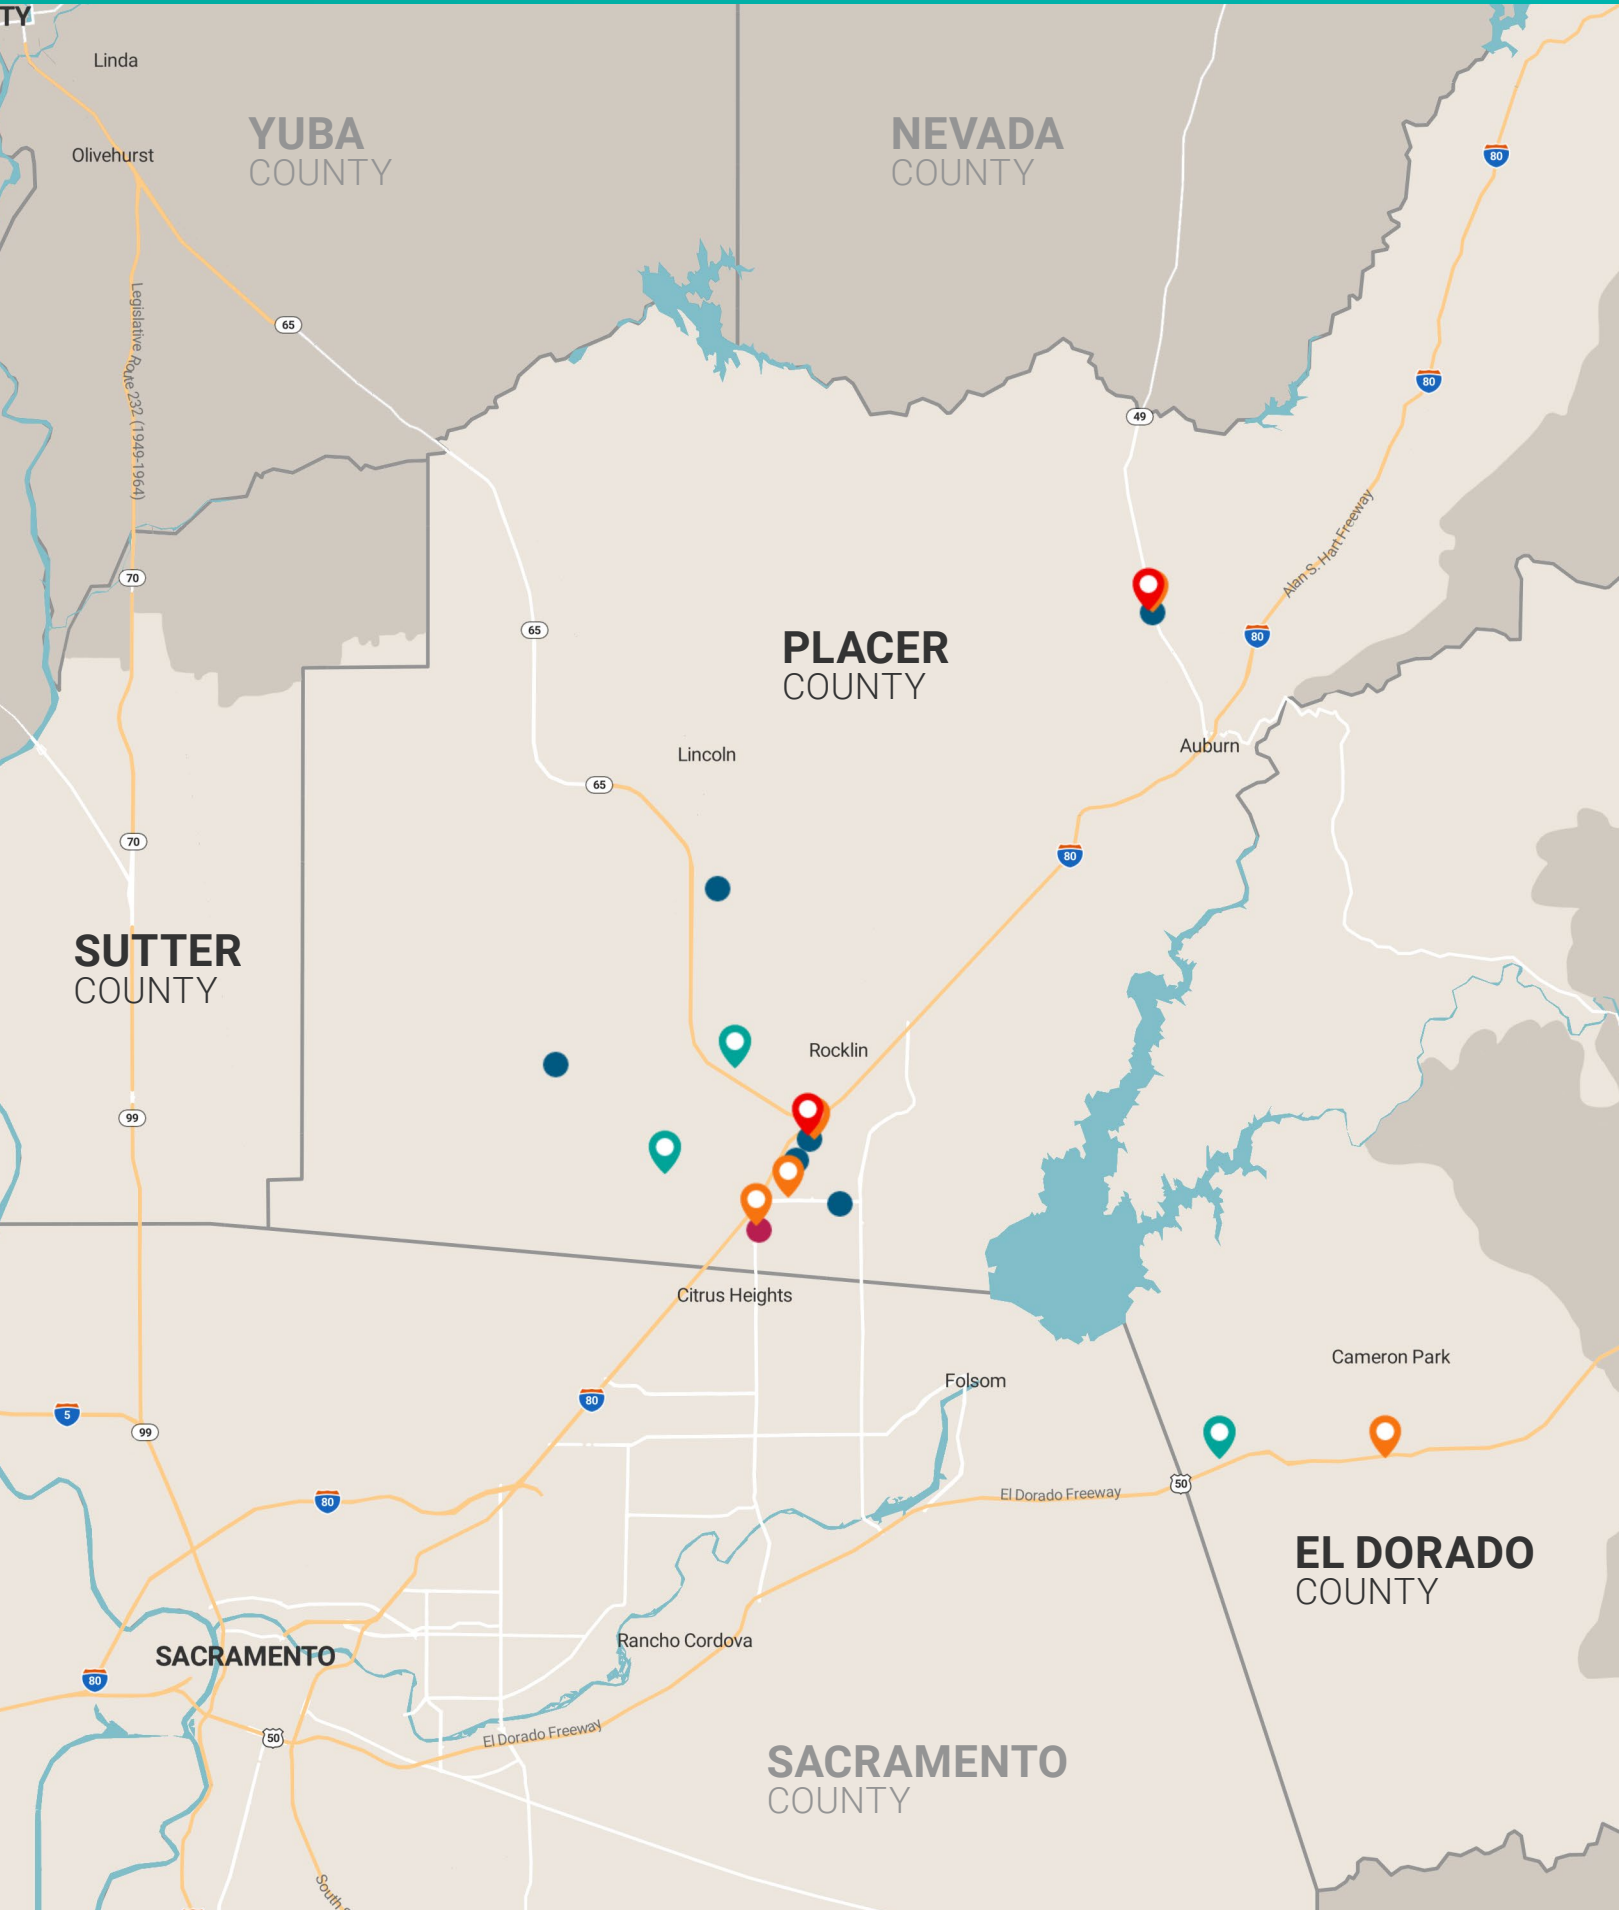 TY
Linda
YUBA
COUNTY
NEVADA
COUNTY
Olivehurst
80
Legislative Route 232 (1949-1964)
65
80
49
Alan S. Hart Freeway
70
65
80
PLACER
COUNTY
Auburn
Lincoln
65
70
80
SUTTER
COUNTY
Rocklin
99
Citrus Heights
Cameron Park
Folsom
80
5
99
50
El Dorado Freeway
80
EL DORADO
COUNTY
Rancho Cordova
SACRAMENTO
80
50
El Dorado Freeway
SACRAMENTO
COUNTY
South